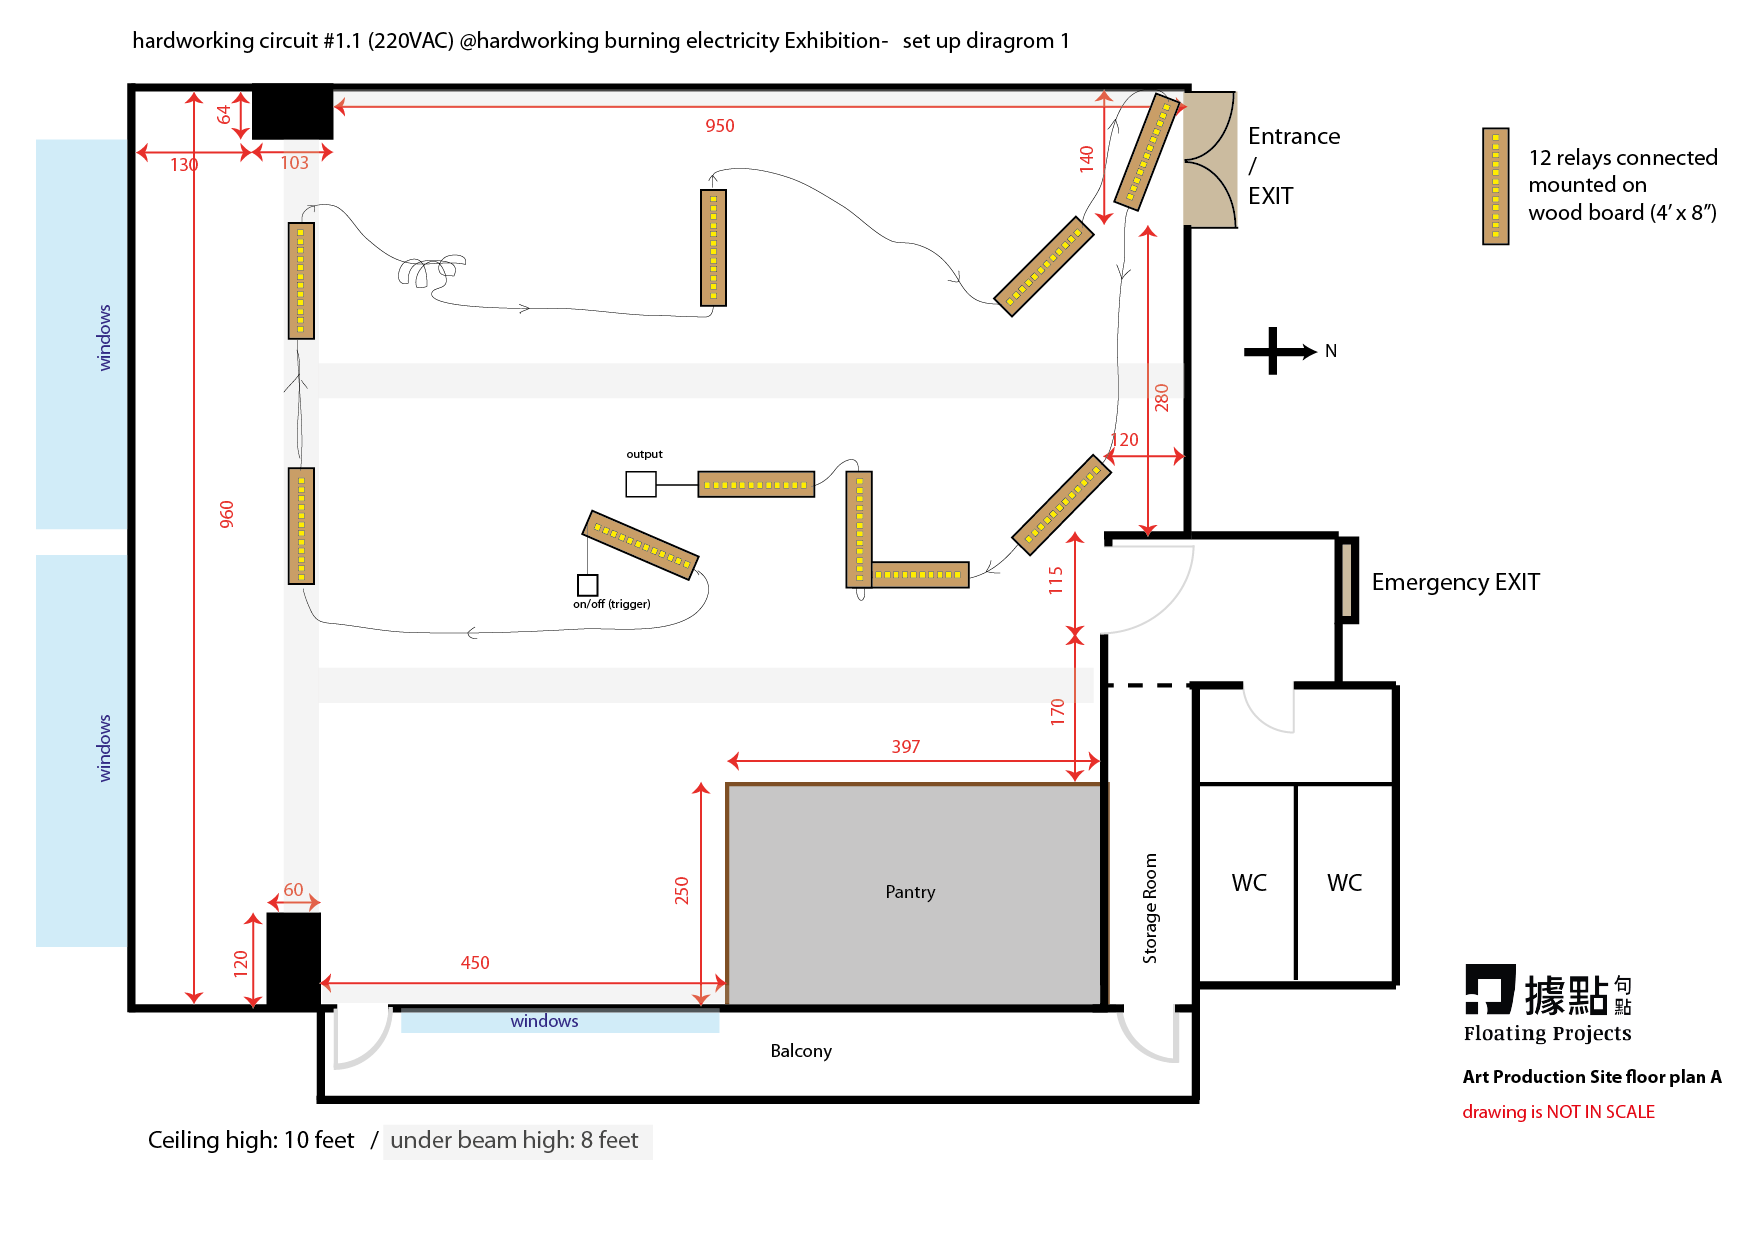 hardworking circuit #1.1 (220VAC) @hardworking burning electricity Exhibition-   set up diragrom 1
64
950
130
103
140
Entrance
/
EXIT
12 relays connected
mounted on
wood board (4’ x 8”)
windows
N
280
120
output
960
on/off (trigger)
115
Emergency EXIT
windows
170
397
60
250
Pantry
Storage Room
WC
WC
120
450
windows
Balcony
據點
句
點
Floating Projects
Art Production Site floor plan A
drawing is NOT IN SCALE
Ceiling high: 10 feet / under beam high: 8 feet